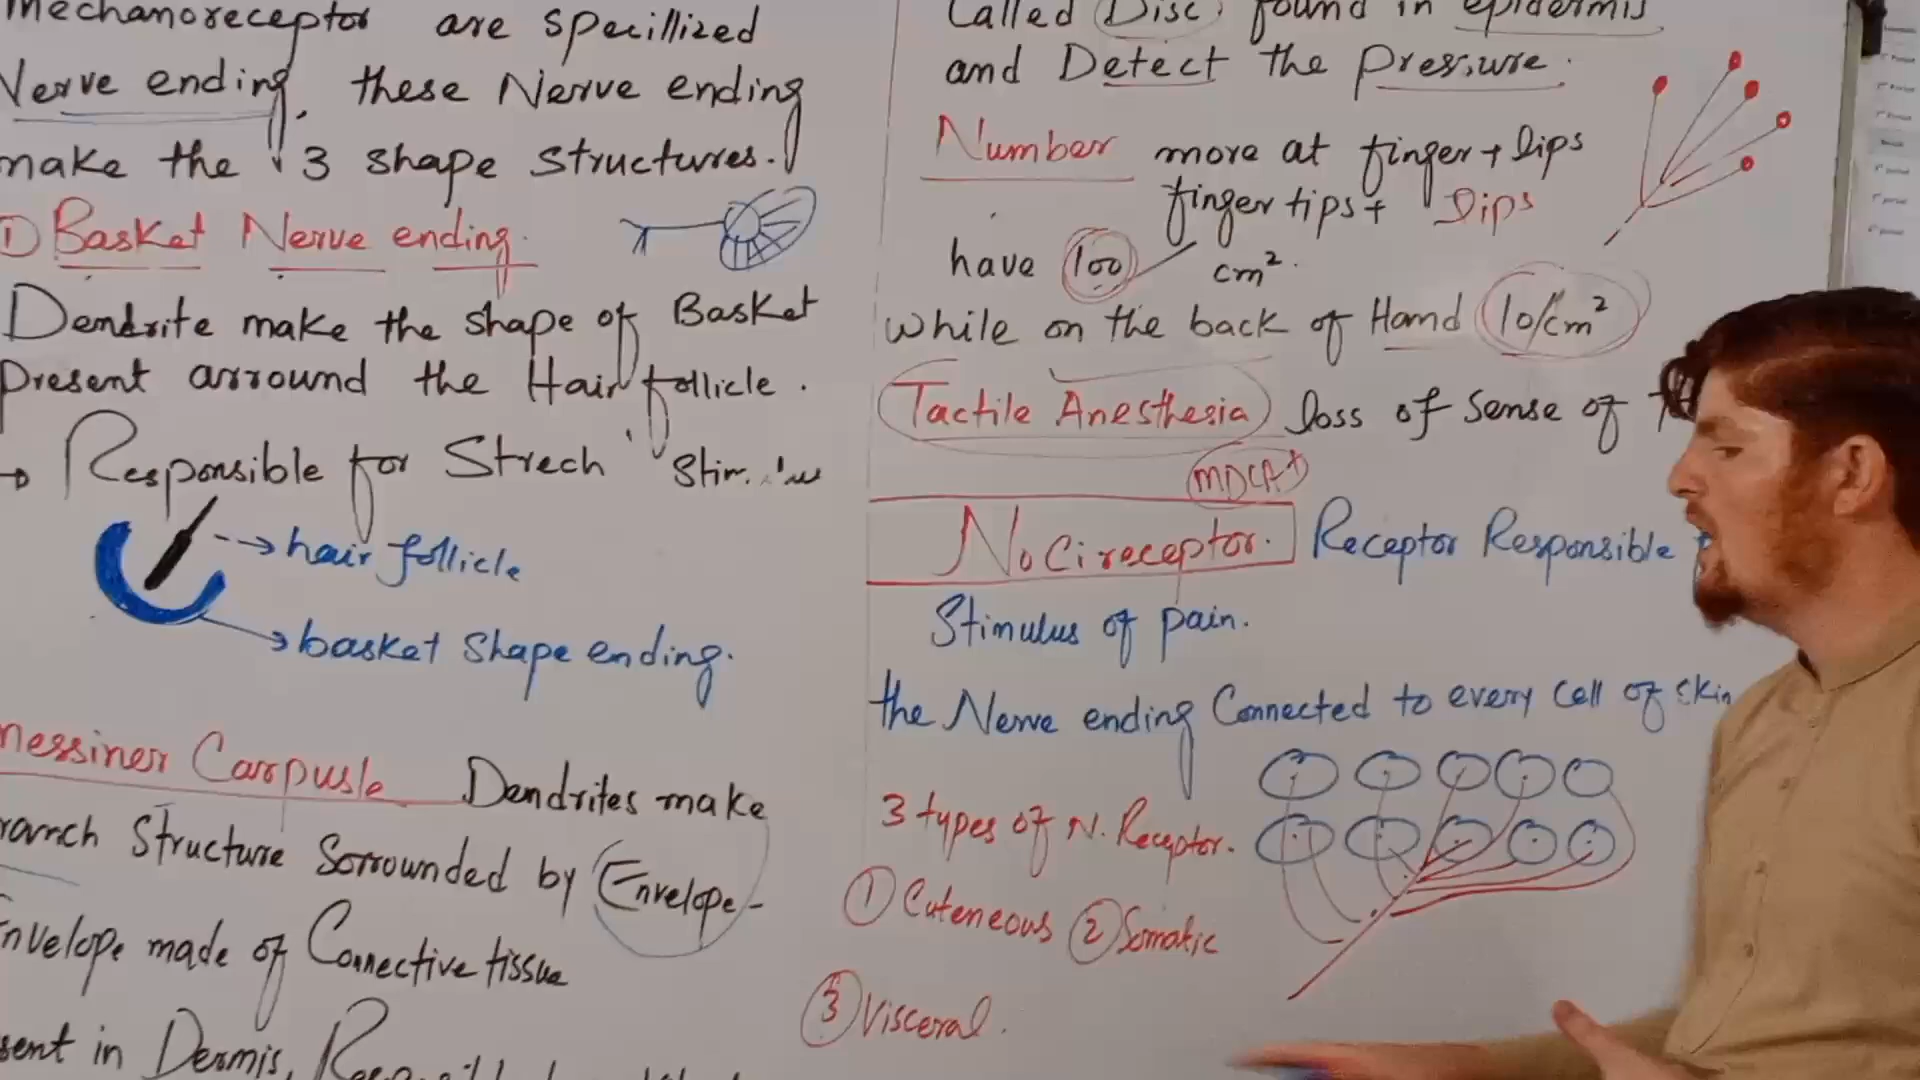 Mechanoreceptor are specillized
Nerve ending, these Nerve ending
make the 3 shape structures.
1) Basket Nerve ending.
Dendrite make the shape of Basket
Present arround the Hair follicle.
→ Responsible for Strech
hair follicle
basket shape ending.
messiner Carpusle Dendrites make
Structure Sorrounded by Envelope-
Envelope made of Connective tissue
in Dermis,
Called Disc, found in epidermis
and Detect the Pressure.
Number more at finger + lips
finger tips + lips
have 100 cm²
while on the back of Hand 10/cm²
Tactile Anesthesia loss of sense of
MDCAT
Nocireceptor. Receptor Responsible
Stimulus of pain.
the Nerve ending Connected to every cell of skin
3 types of N. Receptor.
① Cuteneous ② Somatic
③ Visceral.